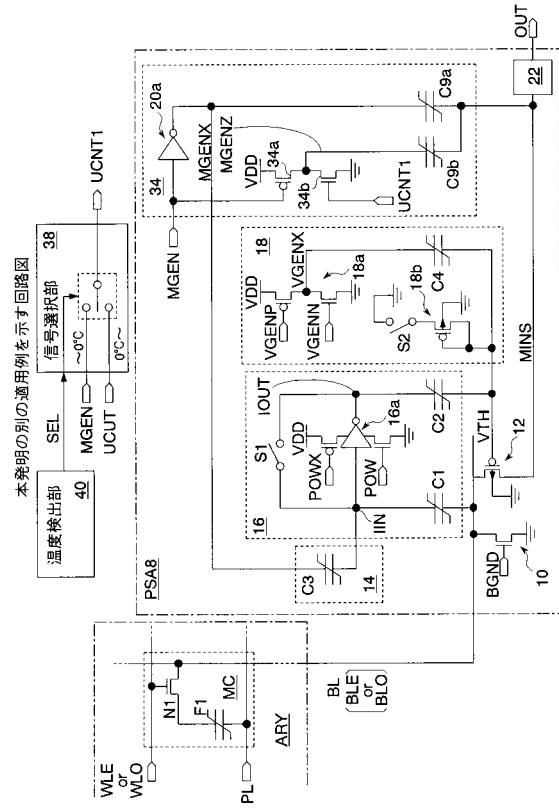 本発明の別の適用例を示す回路図
温度検出部
40
SEL
信号選択部
38
~0℃
0℃~
MGEN
UCUT
UCNT1
PSA8
WLE
or
WLO
PL
N1
F1
MC
ARY
BL
BLE
or
BLO
C3
14
16
S1
POWX
VDD
POW
16a
IIN
IOUT
C1
C2
BGND
10
VTH
12
18
VDD
VGENP
VGENN
VGENX
18a
S2
18b
C4
MINS
MGEN
34
20a
MGENX
MGENZ
VDD
34a
34b
UCNT1
C9b
C9a
22
OUT